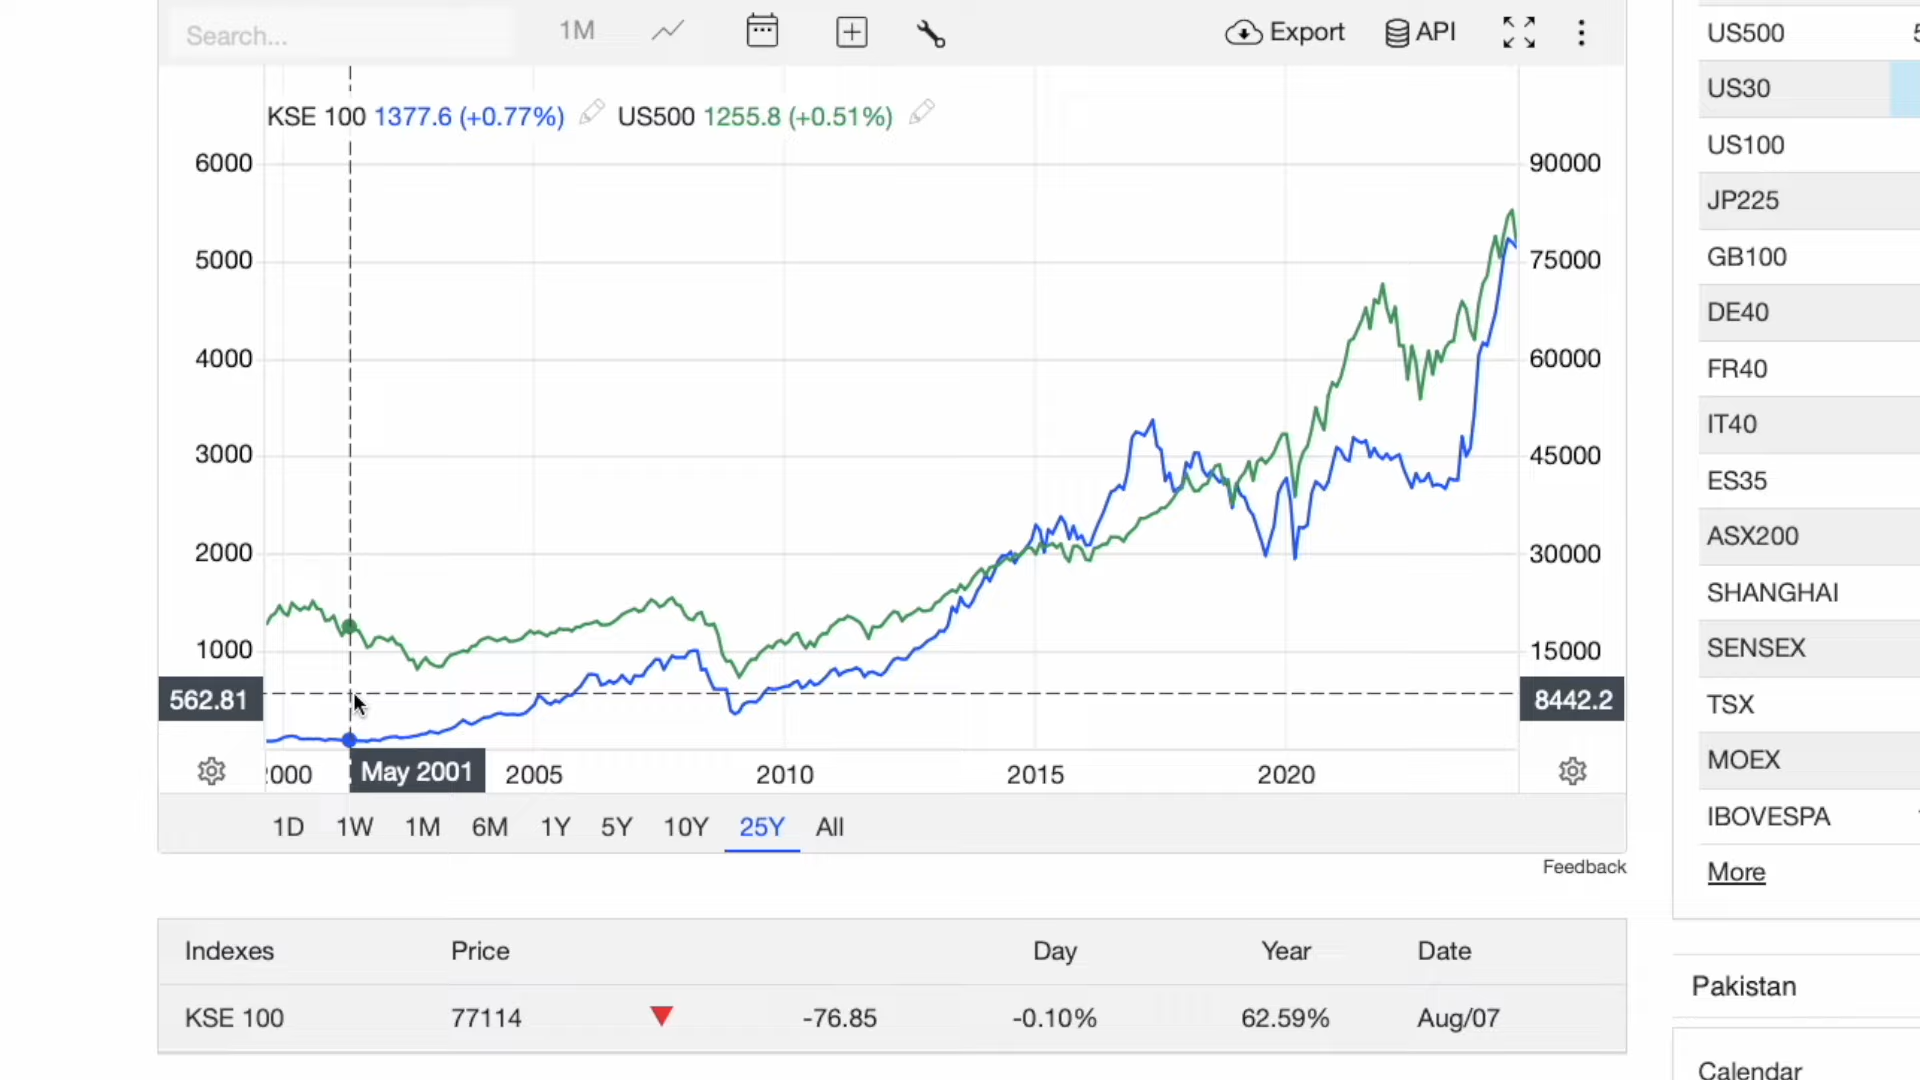 Search...
1M
Export
API
KSE 100 1377.6 (+0.77%)
US500 1255.8 (+0.51%)
6000
5000
4000
3000
2000
1000
562.81
90000
75000
60000
45000
30000
15000
8442.2
May 2001
2005
2010
2015
2020
1D 1W 1M 6M 1Y 5Y 10Y 25Y All
Feedback
Indexes Price Day Year Date
KSE 100 77114 -76.85 -0.10% 62.59% Aug/07
US500
US30
US100
JP225
GB100
DE40
FR40
IT40
ES35
ASX200
SHANGHAI
SENSEX
TSX
MOEX
IBOVESPA
More
Pakistan
Calendar